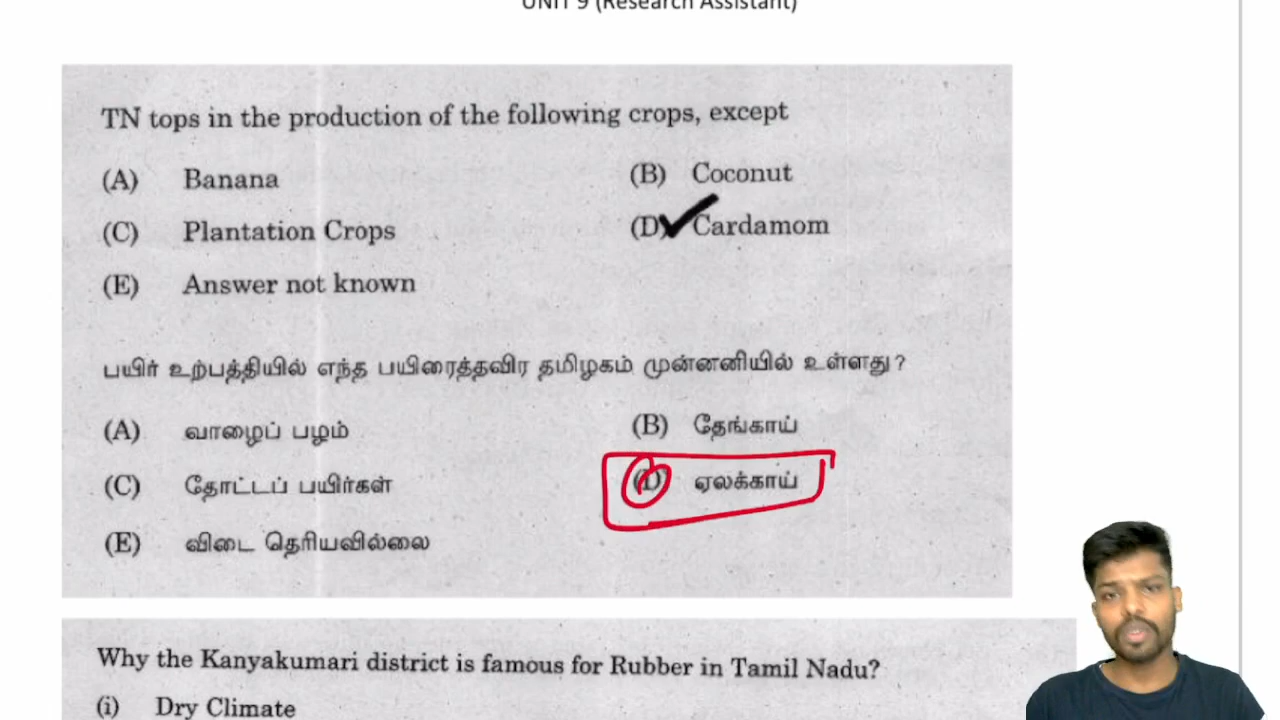 UNIT 9 (Research Assistant)
TN tops in the production of the following crops, except
(A) Banana (B) Coconut
(C) Plantation Crops (D) Cardamom
(E) Answer not known
பயிர் உற்பத்தியில் எந்த பயிரைத்தவிர தமிழகம் முன்னனியில் உள்ளது?
(A) வாழைப் பழம் (B) தேங்காய்
(C) தோட்டப் பயிர்கள் (D) ஏலக்காய்
(E) விடை தெரியவில்லை
Why the Kanyakumari district is famous for Rubber in Tamil Nadu?
(i) Dry Climate